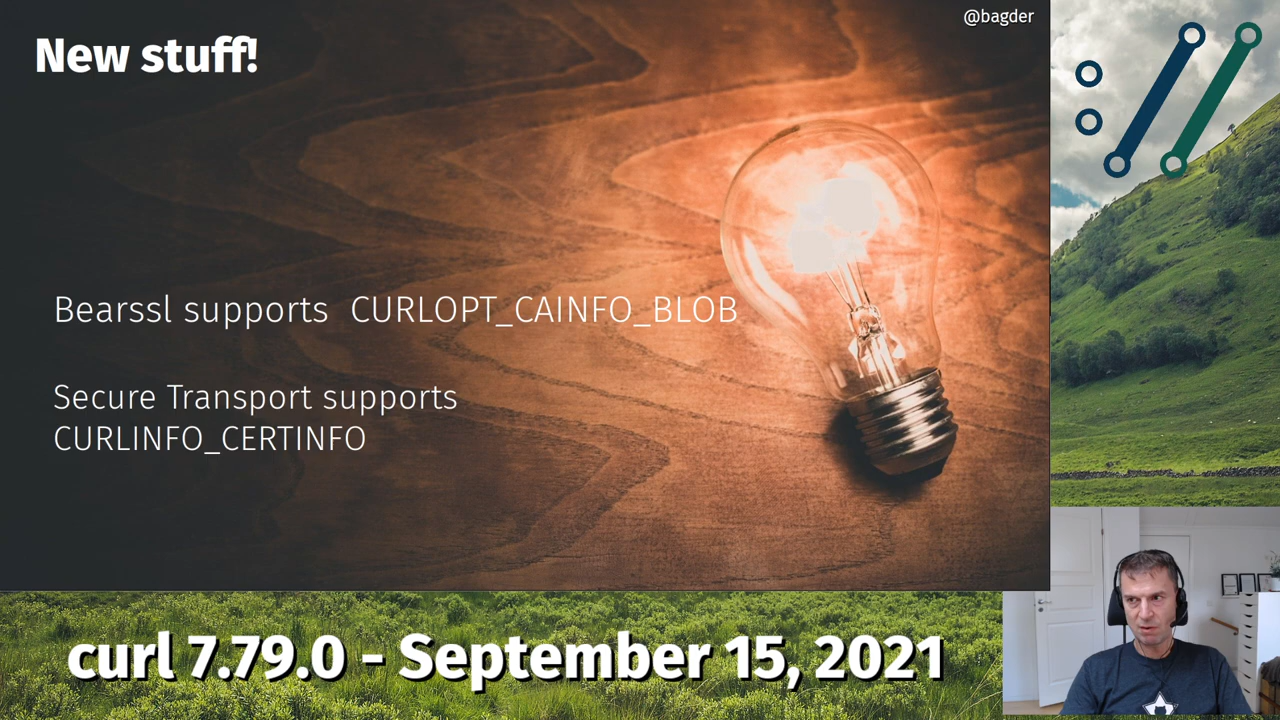 @bagder
New stuff!
Bearssl supports CURLOPT_CAINFO_BLOB
Secure Transport supports
CURLINFO_CERTINFO
curl 7.79.0 - September 15, 2021